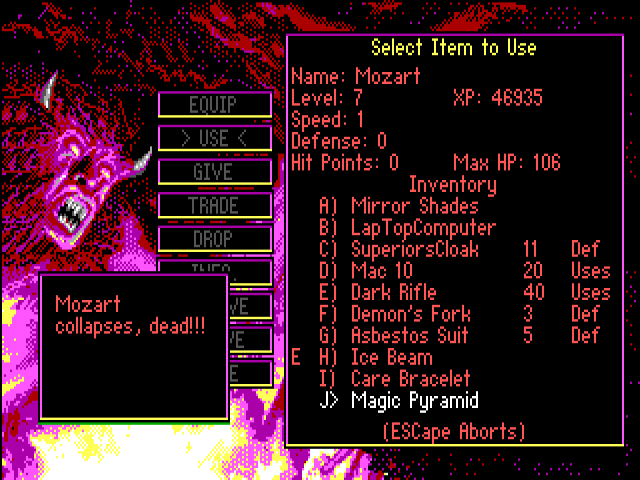 EQUIP
> USE <
GIVE
TRADE
DROP
INFO.
VE
VE
E
Mozart
collapses, dead!!!
Select Item to Use
Name: Mozart
Level: 7 XP: 46935
Speed: 1
Defense: 0
Hit Points: 0 Max HP: 106
Inventory
A) Mirror Shades
B) LapTopComputer
C) SuperiorsCloak 11 Def
D) Mac 10 20 Uses
E) Dark Rifle 40 Uses
F) Demon's Fork 3 Def
G) Asbestos Suit 5 Def
E H) Ice Beam
I) Care Bracelet
J> Magic Pyramid
(ESCape Aborts)